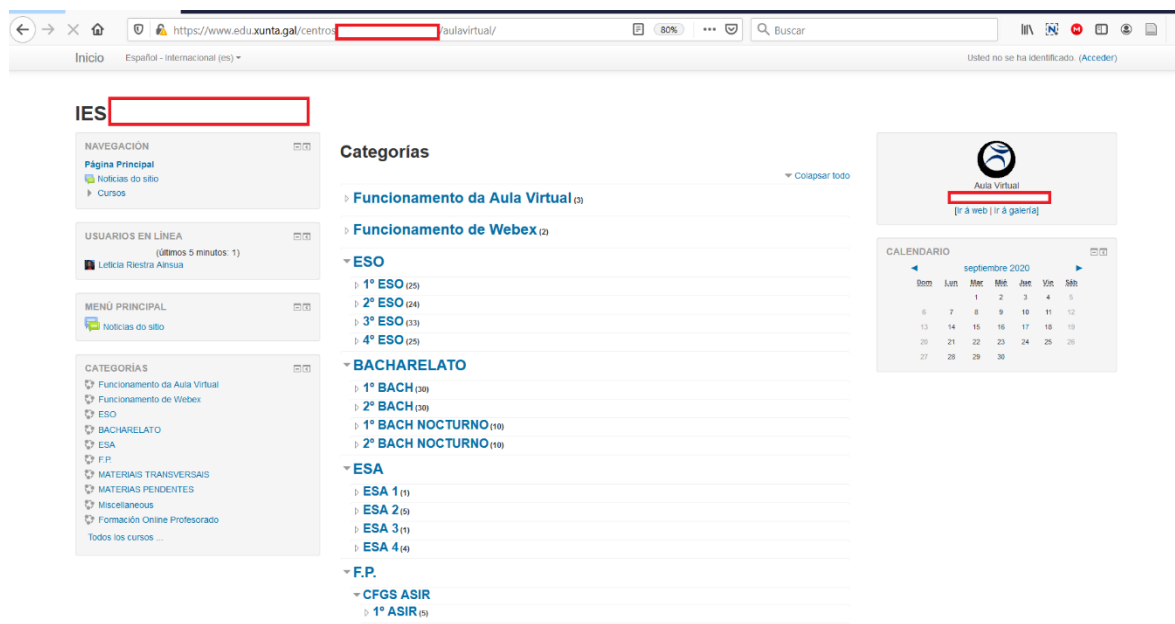 https://www.edu.xunta.gal/centros
/aulavirtual/
80%
Buscar
Inicio
Español - Internacional (es)
Usted no se ha identificado. (Acceder)
IES
NAVEGACIÓN
Página Principal
Noticias do sitio
Cursos
USUARIOS EN LÍNEA
(últimos 5 minutos: 1)
Leticia Riestra Ainsua
MENÚ PRINCIPAL
Noticias do sitio
CATEGORÍAS
Funcionamento da Aula Virtual
Funcionamento de Webex
ESO
BACHARELATO
ESA
F.P.
MATERIAIS TRANSVERSAIS
MATERIAS PENDENTES
Miscellaneous
Formación Online Profesorado
Todos los cursos ...
Categorías
Colapsar todo
Funcionamento da Aula Virtual (3)
Funcionamento de Webex (2)
ESO
1º ESO (25)
2º ESO (24)
3º ESO (33)
4º ESO (25)
BACHARELATO
1º BACH (30)
2º BACH (30)
1º BACH NOCTURNO (10)
2º BACH NOCTURNO (10)
ESA
ESA 1 (1)
ESA 2 (5)
ESA 3 (1)
ESA 4 (4)
F.P.
CFGS ASIR
1º ASIR (5)
Aula Virtual
[Ir á web | Ir á galería]
CALENDARIO
septiembre 2020
Dom Lun Mar Mié Jue Vie Sáb
1 2 3 4 5
6 7 8 9 10 11 12
13 14 15 16 17 18 19
20 21 22 23 24 25 26
27 28 29 30